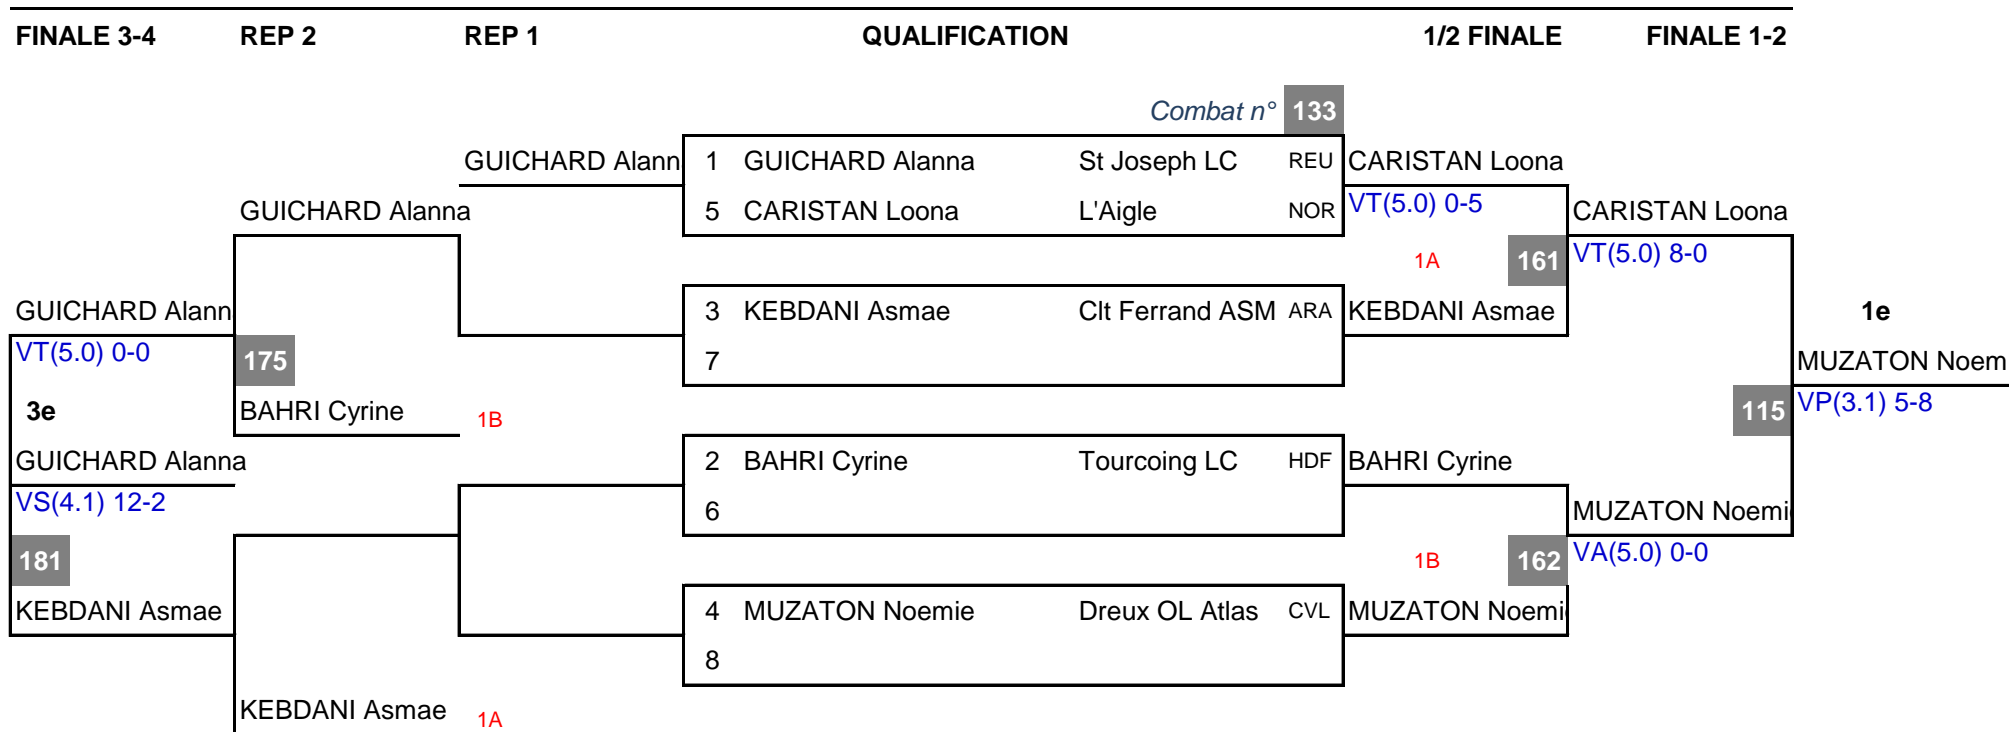 FINALE 3-4 REP 2 REP 1 QUALIFICATION 1/2 FINALE FINALE 1-2
Combat n° 133
GUICHARD Alann 1 GUICHARD Alanna St Joseph LC REU CARISTAN Loona
GUICHARD Alanna 5 CARISTAN Loona L'Aigle NOR VT(5.0) 0-5 CARISTAN Loona
1A 161 VT(5.0) 8-0
GUICHARD Alann 3 KEBDANI Asmae Clt Ferrand ASM ARA KEBDANI Asmae 1e
VT(5.0) 0-0 175 7 MUZATON Noem
3e BAHRI Cyrine 1B 115 VP(3.1) 5-8
GUICHARD Alanna 2 BAHRI Cyrine Tourcoing LC HDF BAHRI Cyrine
VS(4.1) 12-2 6 MUZATON Noemi
181 1B 162 VA(5.0) 0-0
KEBDANI Asmae 4 MUZATON Noemie Dreux OL Atlas CVL MUZATON Noemi
8
KEBDANI Asmae 1A